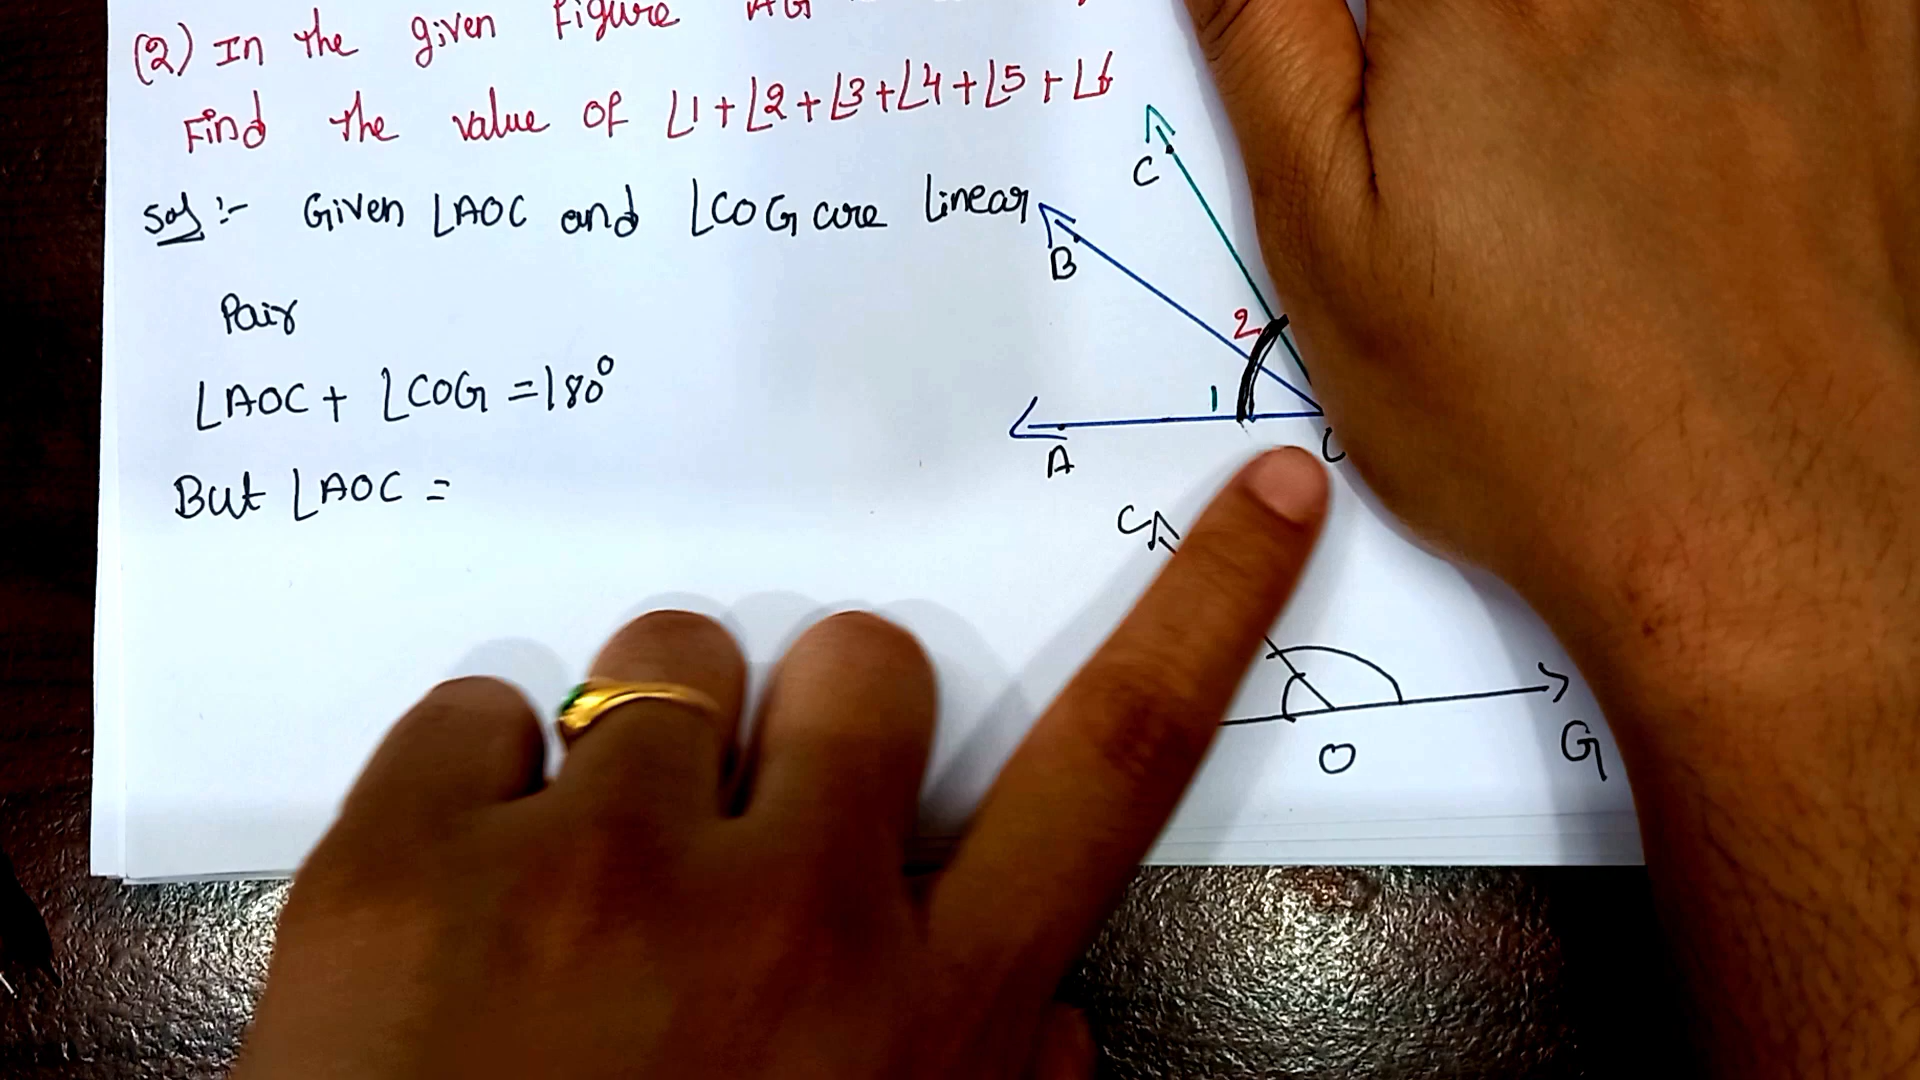 (2) In the given Figure AG
Find the value of ∠1+∠2+∠3+∠4+∠5+∠6
Sol :- Given ∠AOC and ∠COG are Linear
Pair
∠AOC + ∠COG = 180°
But ∠AOC =
C
B
2
1
A
C
O
G